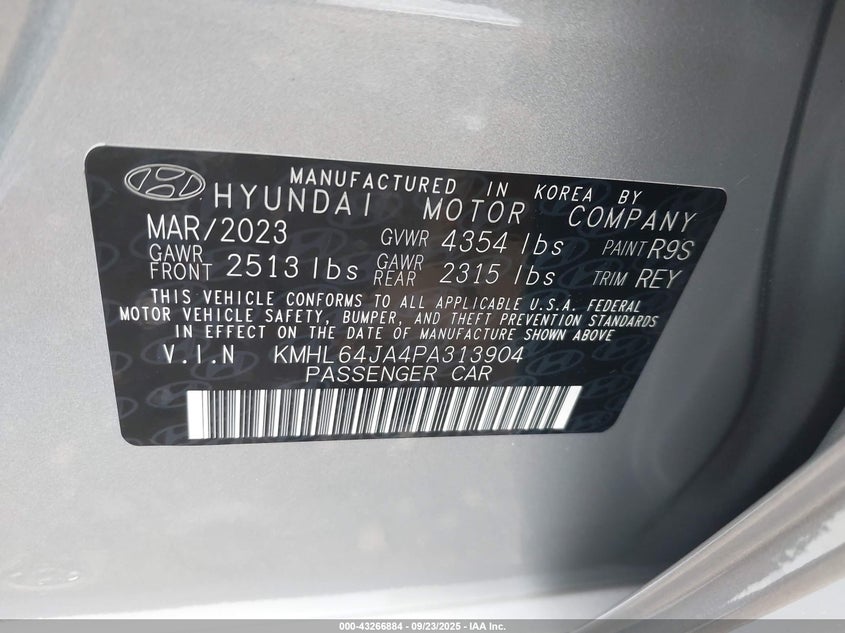 MANUFACTURED IN KOREA BY
HYUNDAI MOTOR COMPANY
MAR/2023 GVWR 4354 lbs PAINT R9S
GAWR FRONT 2513 lbs GAWR REAR 2315 lbs TRIM REY
THIS VEHICLE CONFORMS TO ALL APPLICABLE U.S.A. FEDERAL
MOTOR VEHICLE SAFETY, BUMPER, AND THEFT PREVENTION STANDARDS
IN EFFECT ON THE DATE OF MANUFACTURE SHOWN ABOVE
V.I.N KMHL64JA4PA313904
PASSENGER CAR
000-43266884 - 09/23/2025 - IAA Inc.